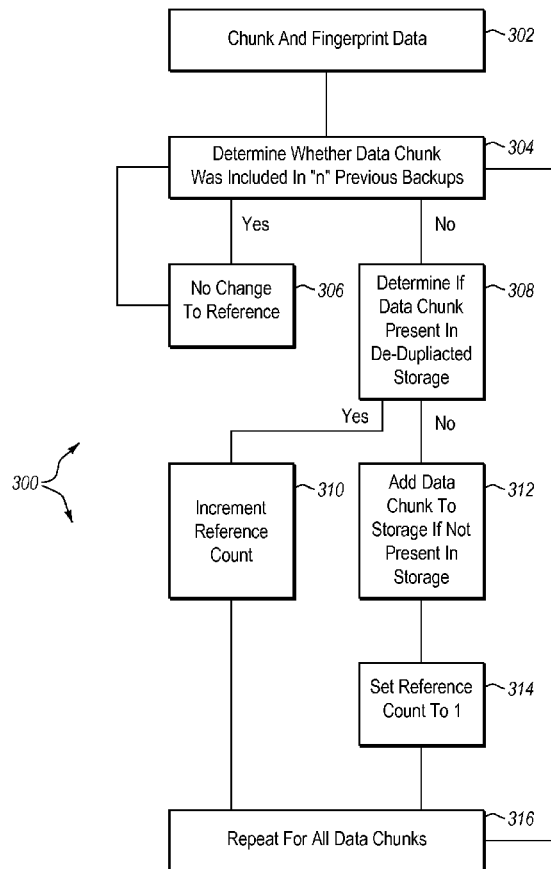 Chunk And Fingerprint Data
302
Determine Whether Data Chunk
Was Included In "n" Previous Backups
304
Yes
No
No Change
To Reference
306
Determine If
Data Chunk
Present In
De-Dupliacted
Storage
308
Yes
No
300
Increment
Reference
Count
310
Add Data
Chunk To
Storage If Not
Present In
Storage
312
Set Reference
Count To 1
314
Repeat For All Data Chunks
316